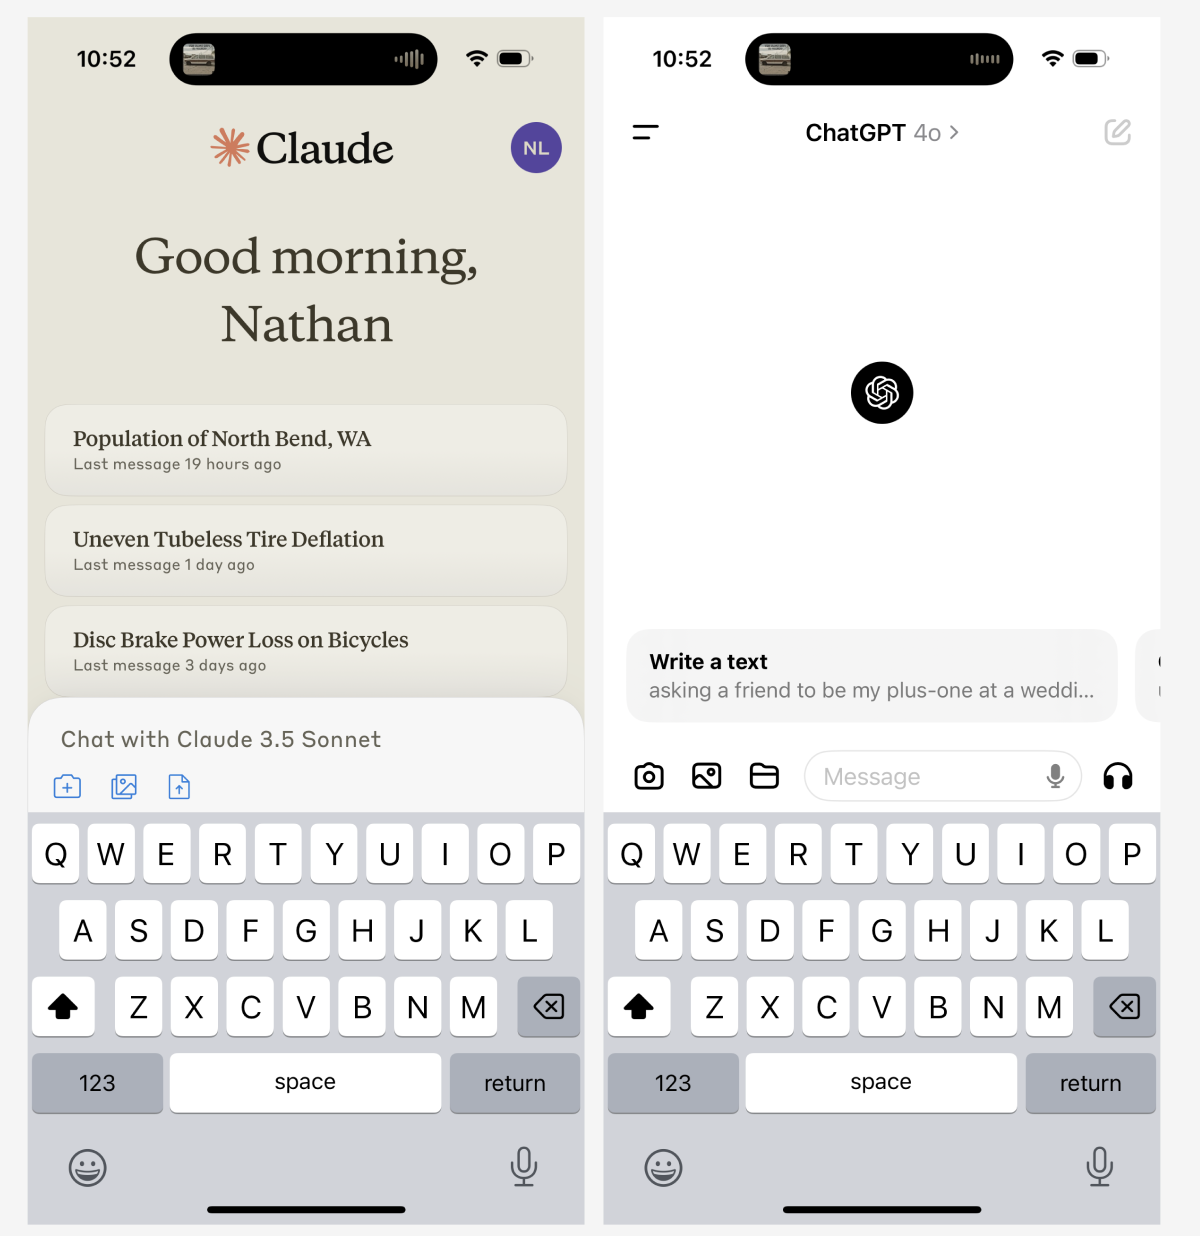 10:52
Claude
NL
Good morning,
Nathan
Population of North Bend, WA
Last message 19 hours ago
Uneven Tubeless Tire Deflation
Last message 1 day ago
Disc Brake Power Loss on Bicycles
Last message 3 days ago
Chat with Claude 3.5 Sonnet
Q W E R T Y U I O P
A S D F G H J K L
Z X C V B N M
123 space return
10:52
ChatGPT 4o >
Write a text
asking a friend to be my plus-one at a weddi...
Message
Q W E R T Y U I O P
A S D F G H J K L
Z X C V B N M
123 space return